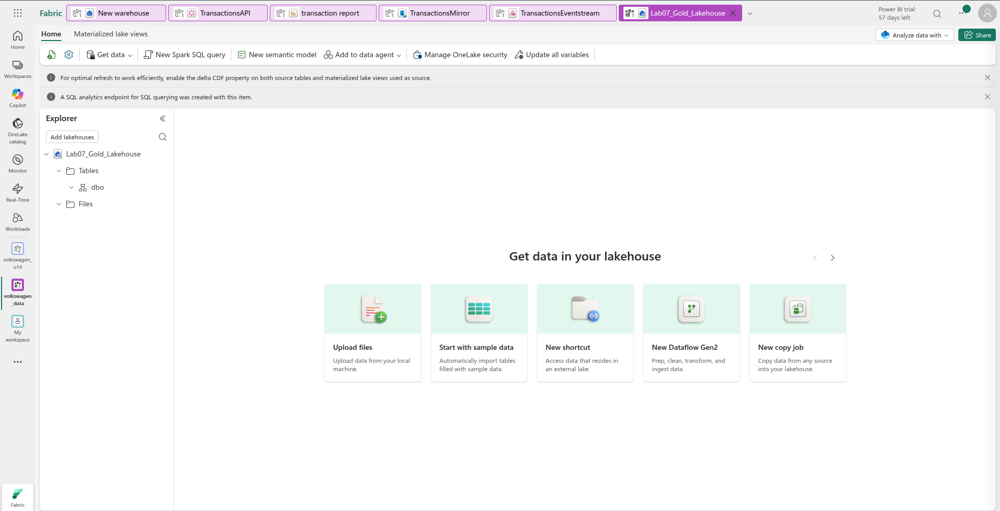 Fabric
New warehouse
TransactionsAPI
transaction report
TransactionsMirror
TransactionsEventstream
Lab07_Gold_Lakehouse
Power BI trial:
57 days left
Home
Materialized lake views
Analyze data with
Share
Get data
New Spark SQL query
New semantic model
Add to data agent
Manage OneLake security
Update all variables
For optimal refresh to work efficiently, enable the delta CDF property on both source tables and materialized lake views used as source.
A SQL analytics endpoint for SQL querying was created with this item.
Home
Workspaces
Copilot
OneLake
catalog
Monitor
Real-Time
Workloads
volkswagen_
u14
volkswagen
_data
My
workspace
Fabric
Explorer
Add lakehouses
Lab07_Gold_Lakehouse
Tables
dbo
Files
Get data in your lakehouse
Upload files
Upload data from your local
machine.
Start with sample data
Automatically import tables
filled with sample data.
New shortcut
Access data that resides in
an external lake.
New Dataflow Gen2
Prep, clean, transform, and
ingest data.
New copy job
Copy data from any source
into your lakehouse.